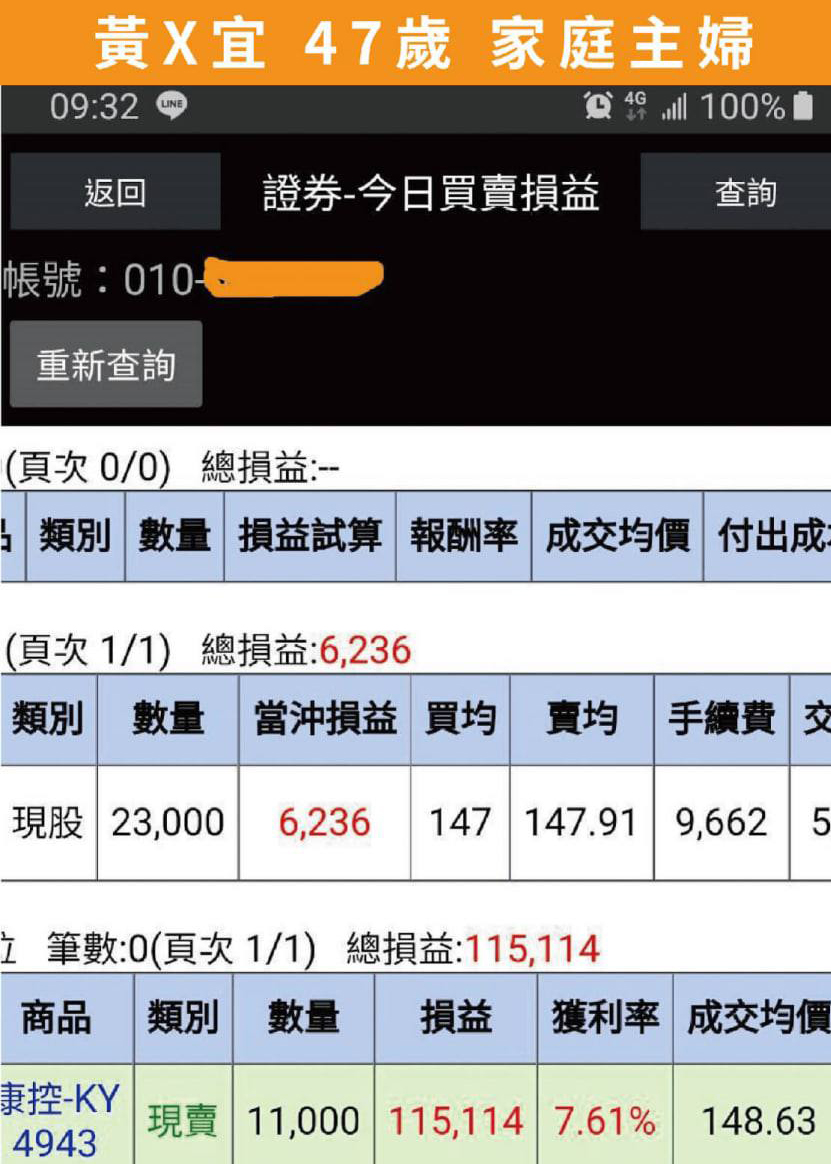 黃X宜 47歲 家庭主婦
09:32 LINE 4G 100%
返回 證券-今日買賣損益 查詢
帳號：010-
重新查詢
(頁次 0/0) 總損益:--
類別 數量 損益試算 報酬率 成交均價 付出成
(頁次 1/1) 總損益:6,236
類別 數量 當沖損益 買均 賣均 手續費 交
現股 23,000 6,236 147 147.91 9,662 5
位 筆數:0(頁次 1/1) 總損益:115,114
商品 類別 數量 損益 獲利率 成交均價
康控-KY
4943 現賣 11,000 115,114 7.61% 148.63